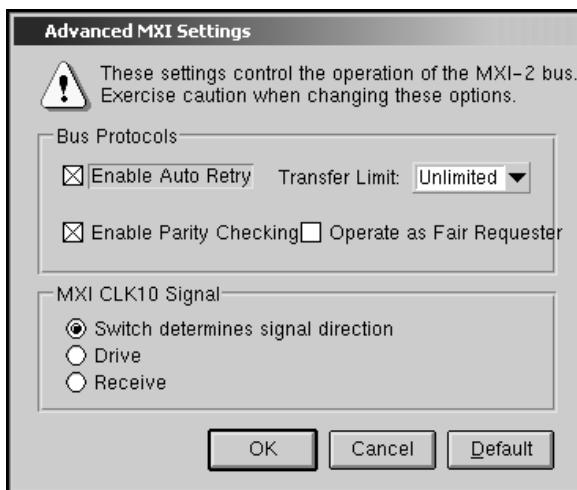 Advanced MXI Settings
These settings control the operation of the MXI-2 bus.
Exercise caution when changing these options.
Bus Protocols
Enable Auto Retry Transfer Limit: Unlimited
Enable Parity Checking Operate as Fair Requester
MXI CLK10 Signal
Switch determines signal direction
Drive
Receive
OK Cancel Default